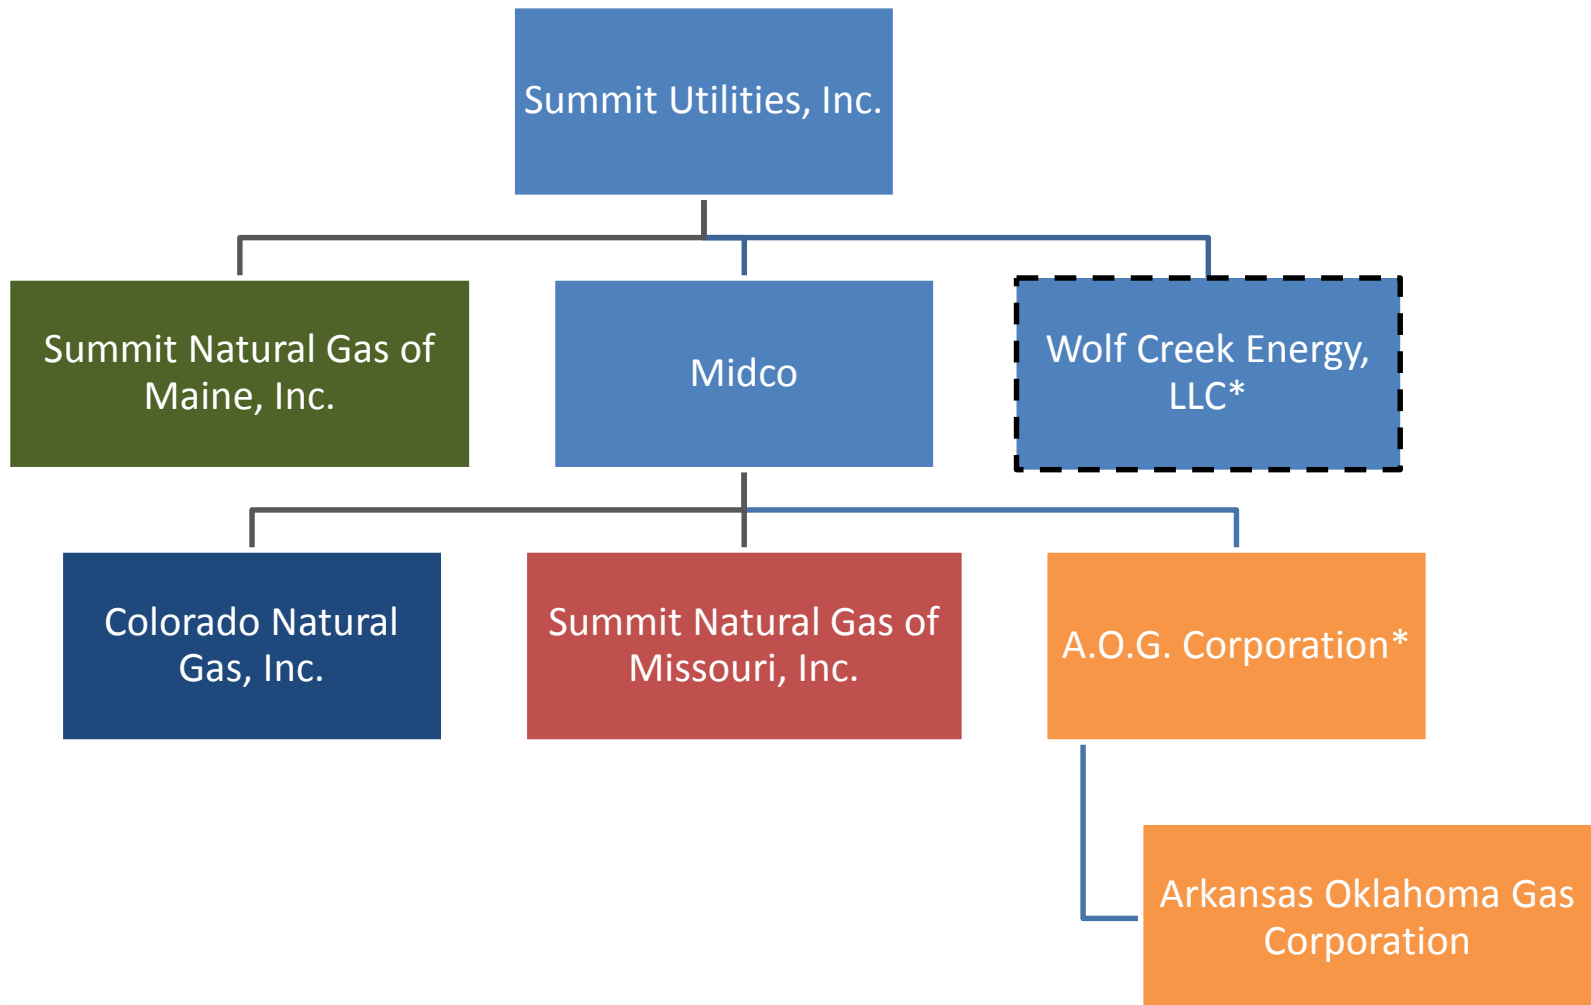 Summit Utilities, Inc.
Summit Natural Gas of
Maine, Inc.
Midco
Wolf Creek Energy,
LLC*
Colorado Natural
Gas, Inc.
Summit Natural Gas of
Missouri, Inc.
A.O.G. Corporation*
Arkansas Oklahoma Gas
Corporation